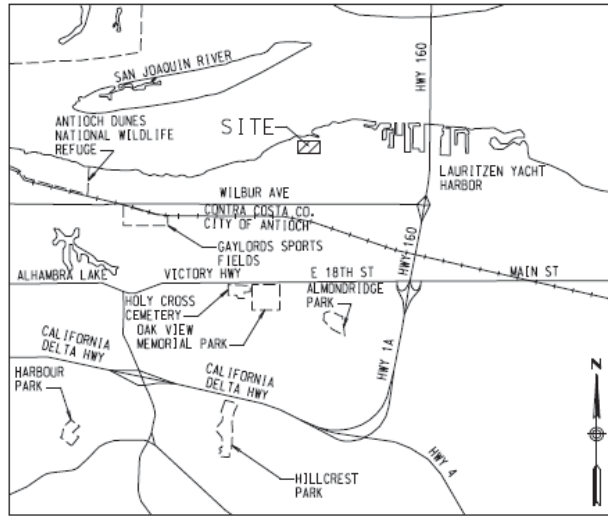 SAN JOAQUIN RIVER
HWY 160
ANTIOCH DUNES
NATIONAL WILDLIFE
REFUGE
SITE
LAURITZEN YACHT
HARBOR
WILBUR AVE
CONTRA COSTA CO.
CITY OF ANTIOCH
GAYLORDS SPORTS
FIELDS
HWY 160
ALHAMBRA LAKE
VICTORY HWY
E 18TH ST
MAIN ST
HOLY CROSS
CEMETERY
OAK VIEW
MEMORIAL PARK
ALMONDRIDGE
PARK
CALIFORNIA
DELTA HWY
HARBOUR
PARK
CALIFORNIA
DELTA HWY
HWY 1A
N
HWY 4
HILLCREST
PARK